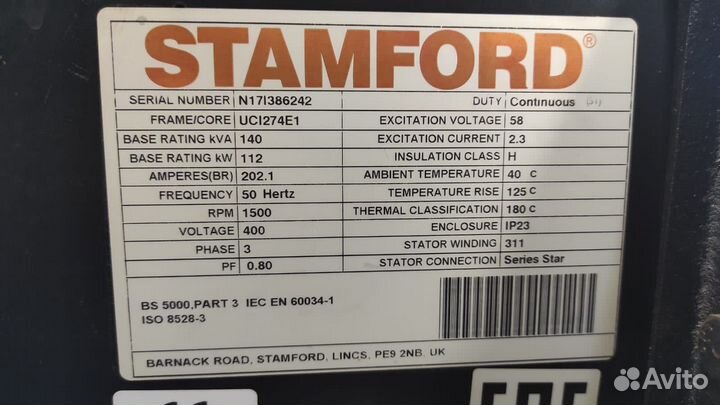 STAMFORD®
SERIAL NUMBER N17I386242 DUTY Continuous
FRAME/CORE UCI274E1 EXCITATION VOLTAGE 58
BASE RATING kVA 140 EXCITATION CURRENT 2.3
BASE RATING kW 112 INSULATION CLASS H
AMPERES(BR) 202.1 AMBIENT TEMPERATURE 40 C
FREQUENCY 50 Hertz TEMPERATURE RISE 125 C
RPM 1500 THERMAL CLASSIFICATION 180 C
VOLTAGE 400 ENCLOSURE IP23
PHASE 3 STATOR WINDING 311
PF 0.80 STATOR CONNECTION Series Star
BS 5000,PART 3 IEC EN 60034-1
ISO 8528-3
BARNACK ROAD, STAMFORD, LINCS, PE9 2NB, UK
Avito